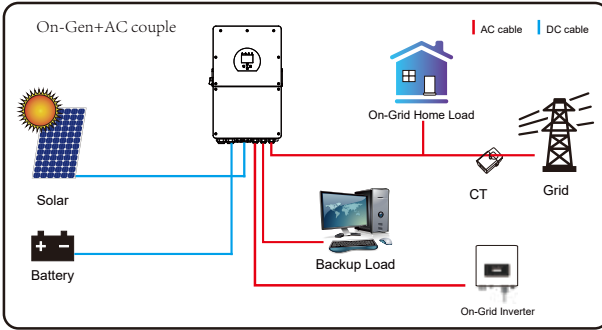 On-Gen+AC couple
AC cable
DC cable
On-Grid Home Load
CT
Grid
Solar
Backup Load
Battery
On-Grid Inverter